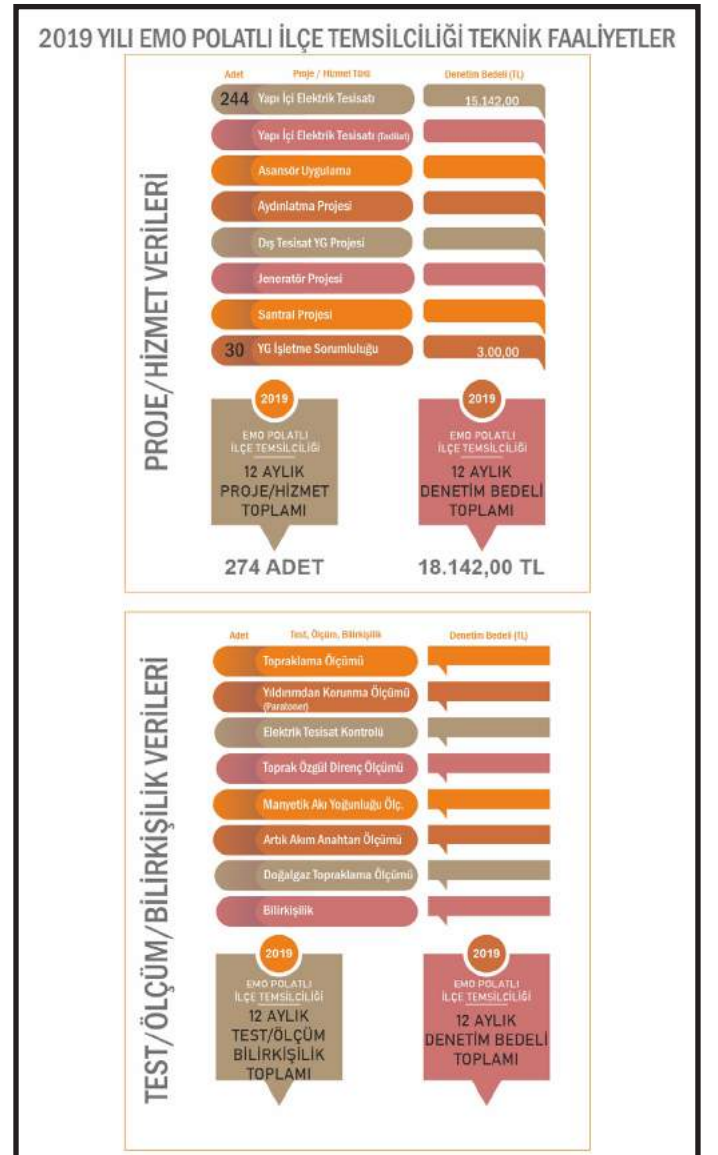 2019 YILI EMO POLATLI İLÇE TEMSİLCİLİĞİ TEKNİK FAALİYETLER
PROJE/HİZMET VERİLERİ
Adet Proje / Hizmet Türü Denetim Bedeli (TL)
244 Yapı İçi Elektrik Tesisatı 15.142,00
Yapı İçi Elektrik Tesisatı (Tadilat)
Asansör Uygulama
Aydınlatma Projesi
Dış Tesisat YG Projesi
Jeneratör Projesi
Santral Projesi
30 YG İşletme Sorumluluğu 3.00,00
2019
EMO POLATLI
İLÇE TEMSİLCİLİĞİ
12 AYLIK
PROJE/HİZMET
TOPLAMI
274 ADET
2019
EMO POLATLI
İLÇE TEMSİLCİLİĞİ
12 AYLIK
DENETİM BEDELİ
TOPLAMI
18.142,00 TL
TEST/ÖLÇÜM/BİLİRKİŞİLİK VERİLERİ
Adet Test, Ölçüm, Bilirkişilik Denetim Bedeli (TL)
Topraklama Ölçümü
Yıldırımdan Korunma Ölçümü
(Paratoner)
Elektrik Tesisat Kontrolü
Toprak Özgül Direnç Ölçümü
Manyetik Akı Yoğunluğu Ölç.
Artık Akım Anahtarı Ölçümü
Doğalgaz Topraklama Ölçümü
Bilirkişilik
2019
EMO POLATLI
İLÇE TEMSİLCİLİĞİ
12 AYLIK
TEST/ÖLÇÜM
BİLİRKİŞİLİK
TOPLAMI
2019
EMO POLATLI
İLÇE TEMSİLCİLİĞİ
12 AYLIK
DENETİM BEDELİ
TOPLAMI